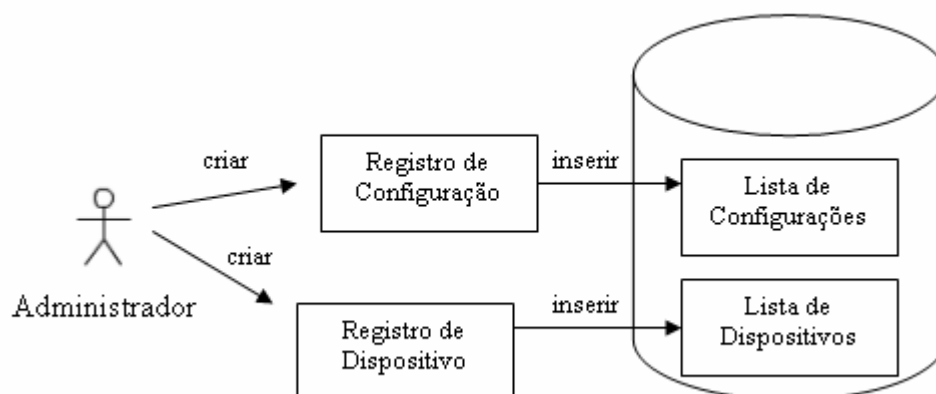 criar
Registro de
Configuração
inserir
Lista de
Configurações
Administrador
criar
Registro de
Dispositivo
inserir
Lista de
Dispositivos